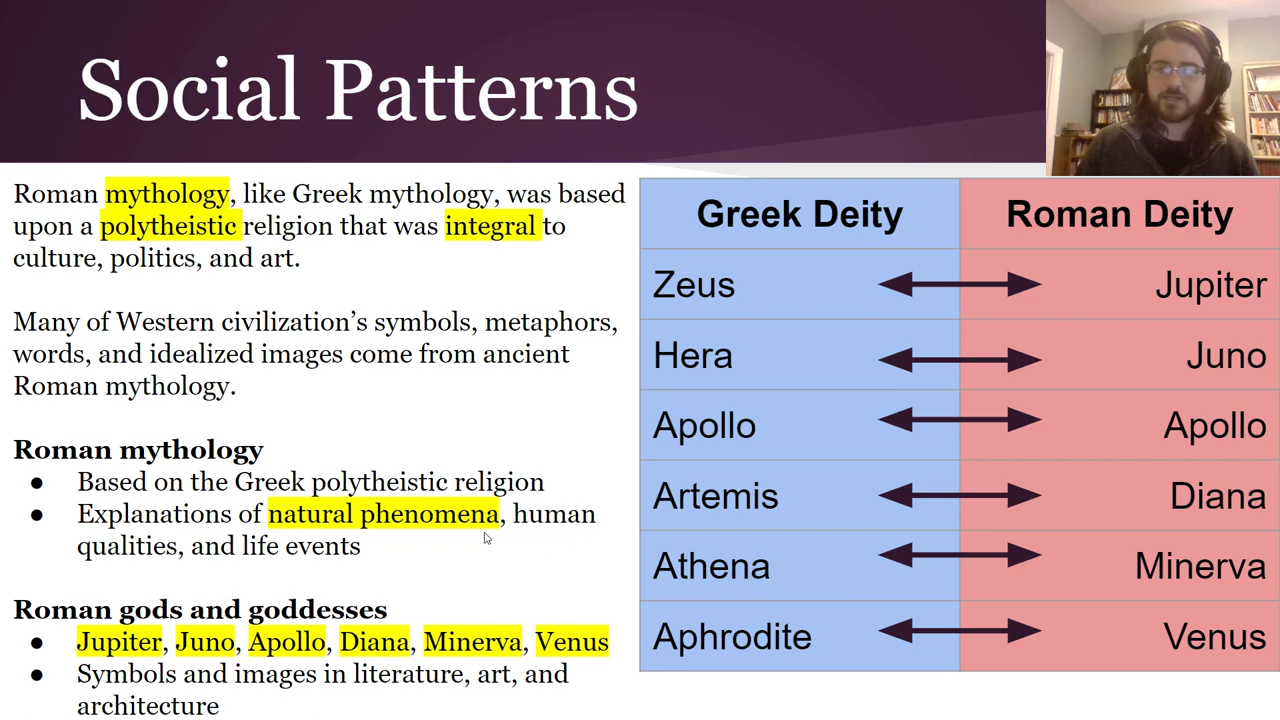 Social Patterns
Roman mythology, like Greek mythology, was based
upon a polytheistic religion that was integral to
culture, politics, and art.
Many of Western civilization’s symbols, metaphors,
words, and idealized images come from ancient
Roman mythology.
Roman mythology
● Based on the Greek polytheistic religion
● Explanations of natural phenomena, human
qualities, and life events
Roman gods and goddesses
● Jupiter, Juno, Apollo, Diana, Minerva, Venus
● Symbols and images in literature, art, and
architecture
Greek Deity Roman Deity
Zeus Jupiter
Hera Juno
Apollo Apollo
Artemis Diana
Athena Minerva
Aphrodite Venus